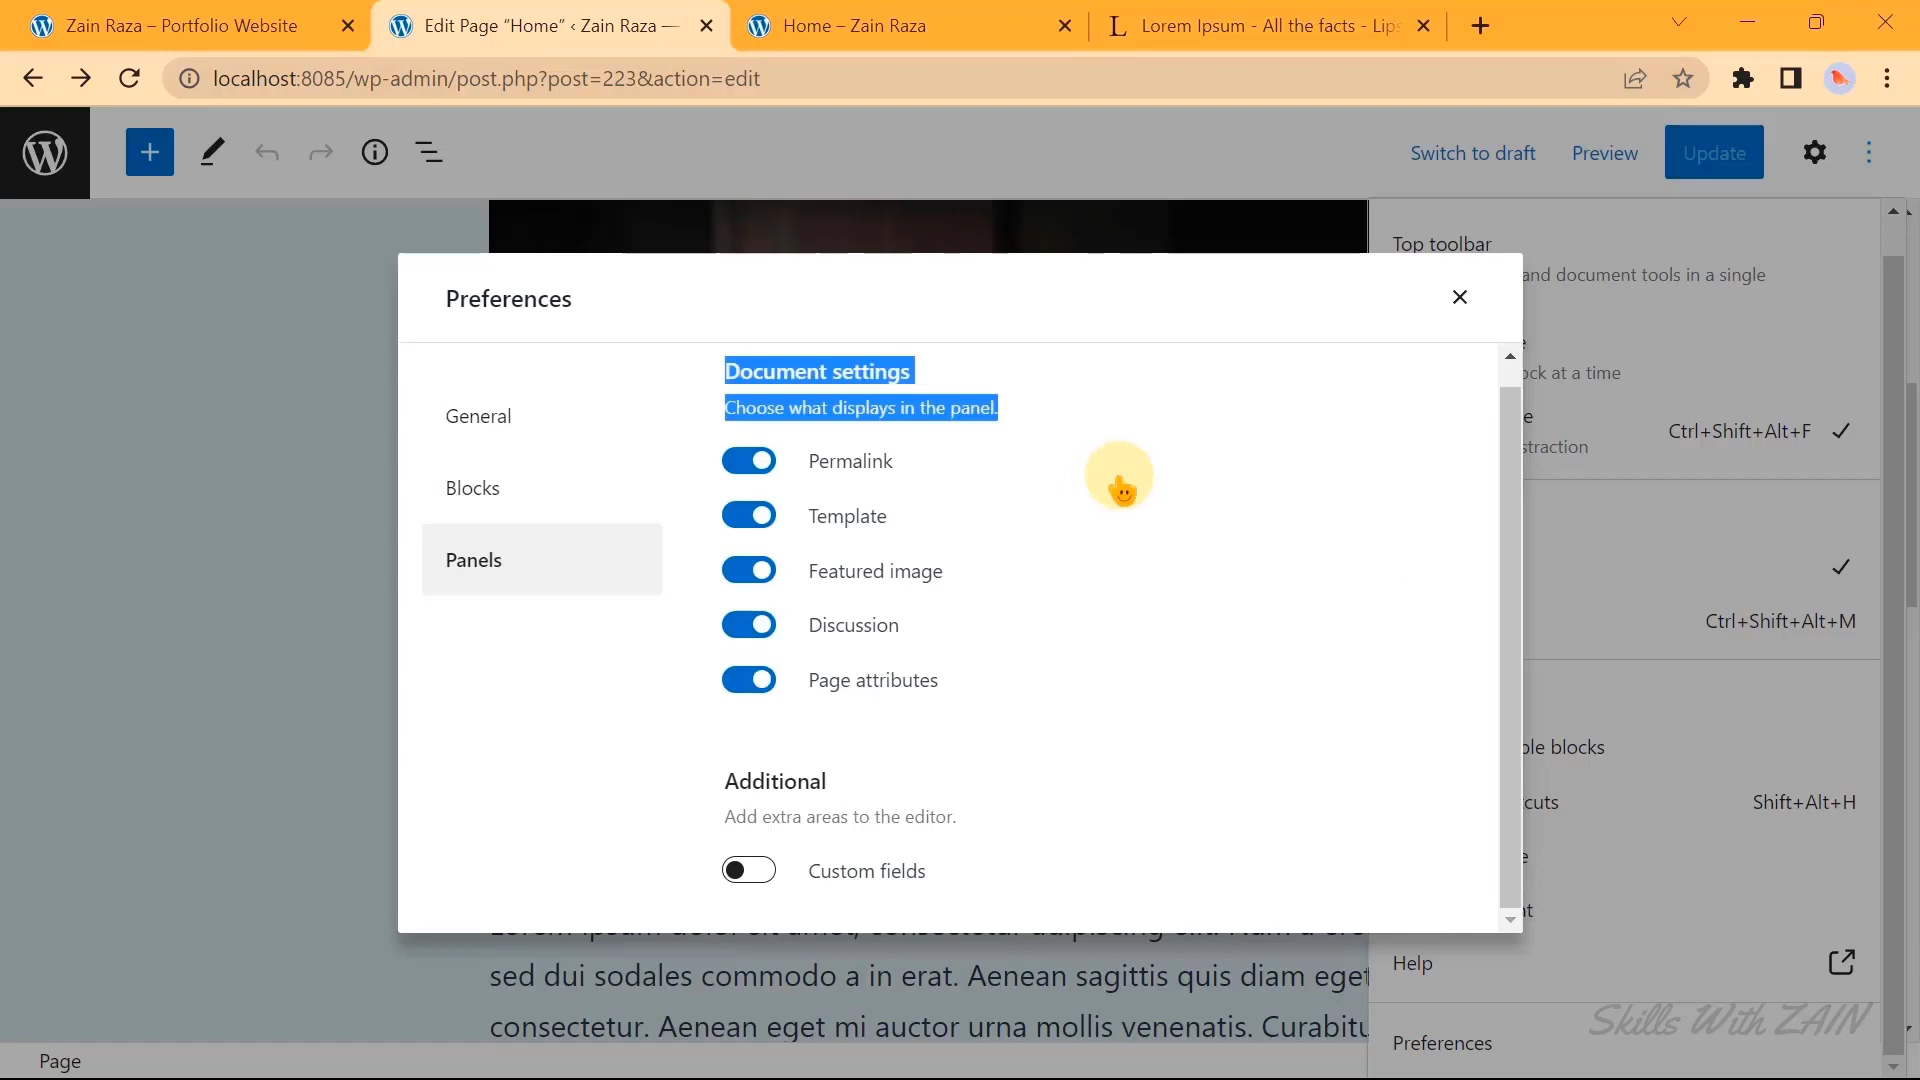 Zain Raza – Portfolio Website
Edit Page “Home” ‹ Zain Raza —
Home – Zain Raza
Lorem Ipsum - All the facts - Lips
localhost:8085/wp-admin/post.php?post=223&action=edit
Switch to draft
Preview
Update
Top toolbar
and document tools in a single
Preferences
ock at a time
Document settings
Choose what displays in the panel.
General
Ctrl+Shift+Alt+F
straction
Permalink
Blocks
Template
Panels
Featured image
Discussion
Ctrl+Shift+Alt+M
Page attributes
ble blocks
Additional
Add extra areas to the editor.
cuts
Shift+Alt+H
Custom fields
Help
sed dui sodales commodo a in erat. Aenean sagittis quis diam eget
consectetur. Aenean eget mi auctor urna mollis venenatis. Curabitu
Skills With ZAIN
Preferences
Page